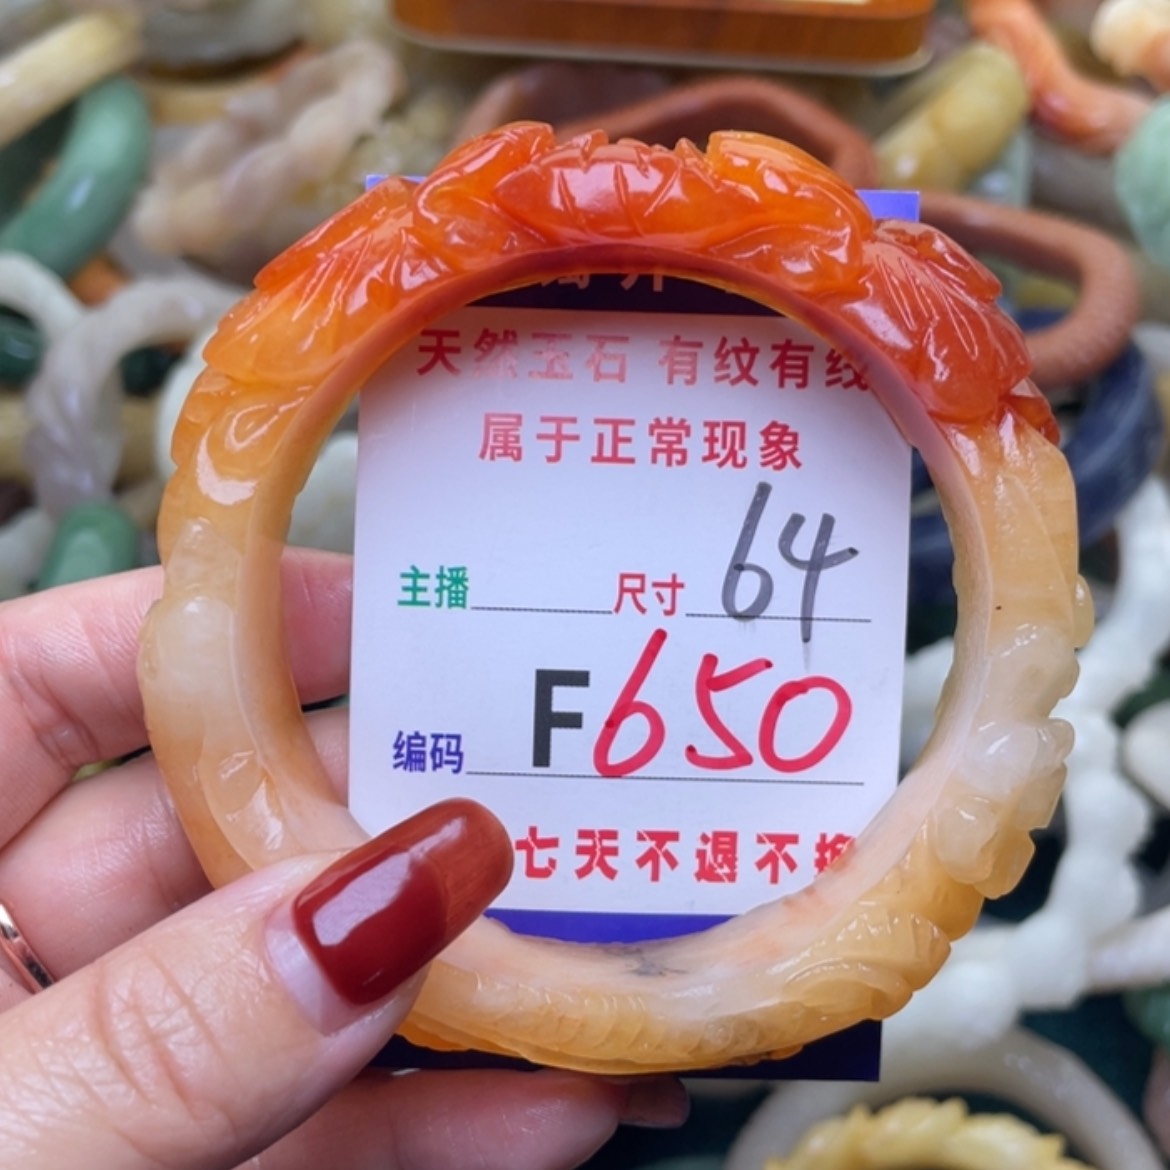 天然玉石 有纹有线
属于正常现象
主播 尺寸 64
编码 F650
七天不退不换